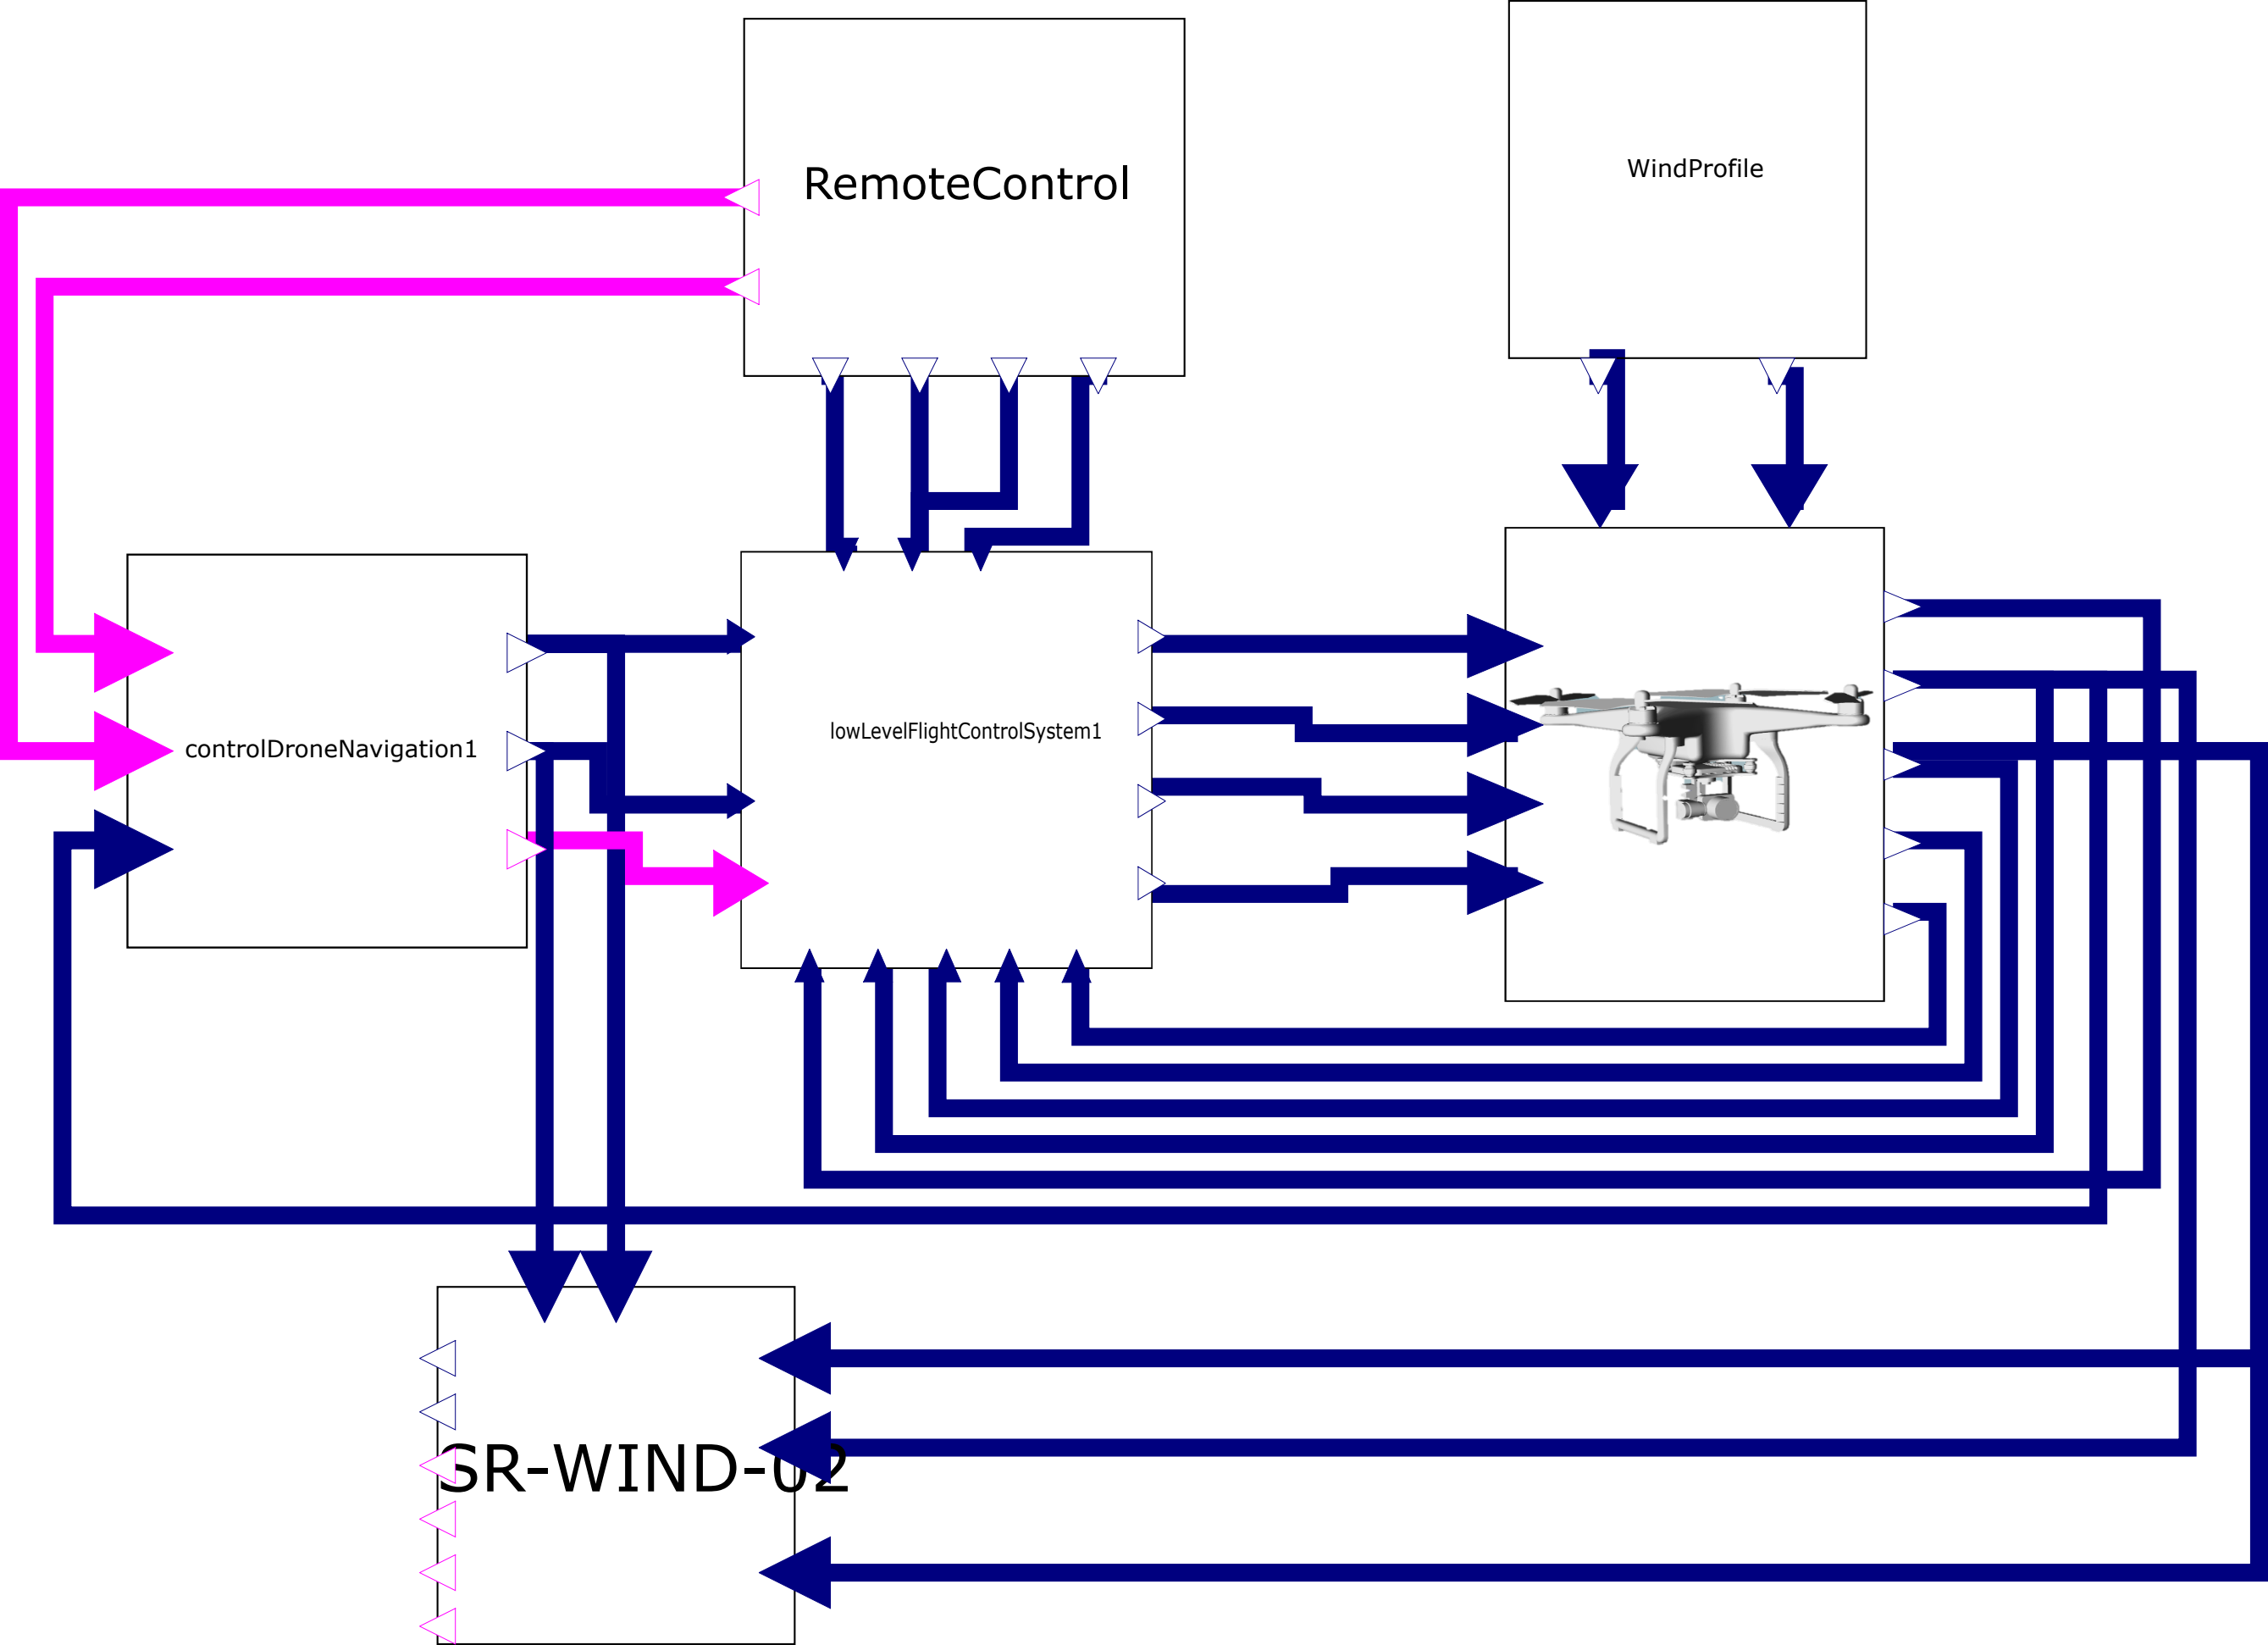 RemoteControl
WindProfile
controlDroneNavigation1
lowLevelFlightControlSystem1
SR-WIND-02